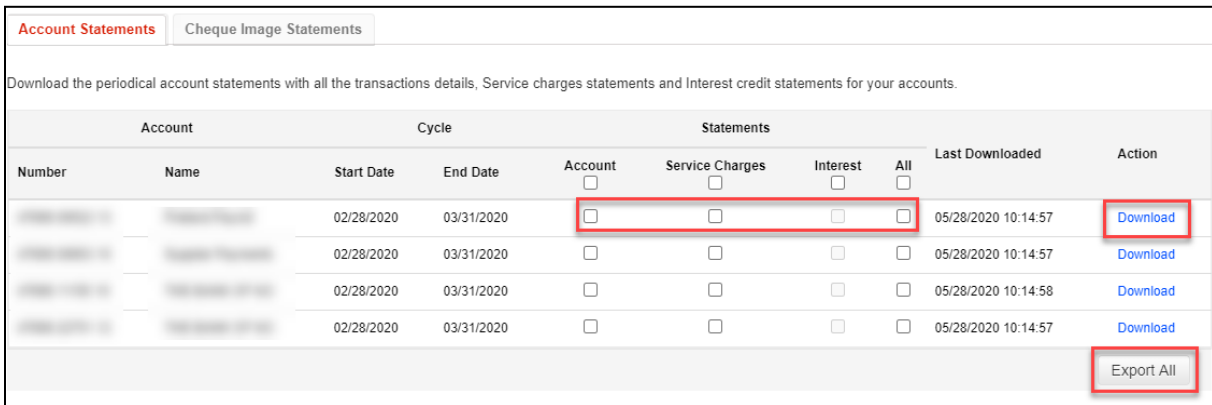 Account Statements Cheque Image Statements
Download the periodical account statements with all the transactions details, Service charges statements and Interest credit statements for your accounts.
Account Cycle Statements Last Downloaded Action
Number Name Start Date End Date Account Service Charges Interest All
02/28/2020 03/31/2020 05/28/2020 10:14:57 Download
02/28/2020 03/31/2020 05/28/2020 10:14:57 Download
02/28/2020 03/31/2020 05/28/2020 10:14:58 Download
02/28/2020 03/31/2020 05/28/2020 10:14:57 Download
Export All